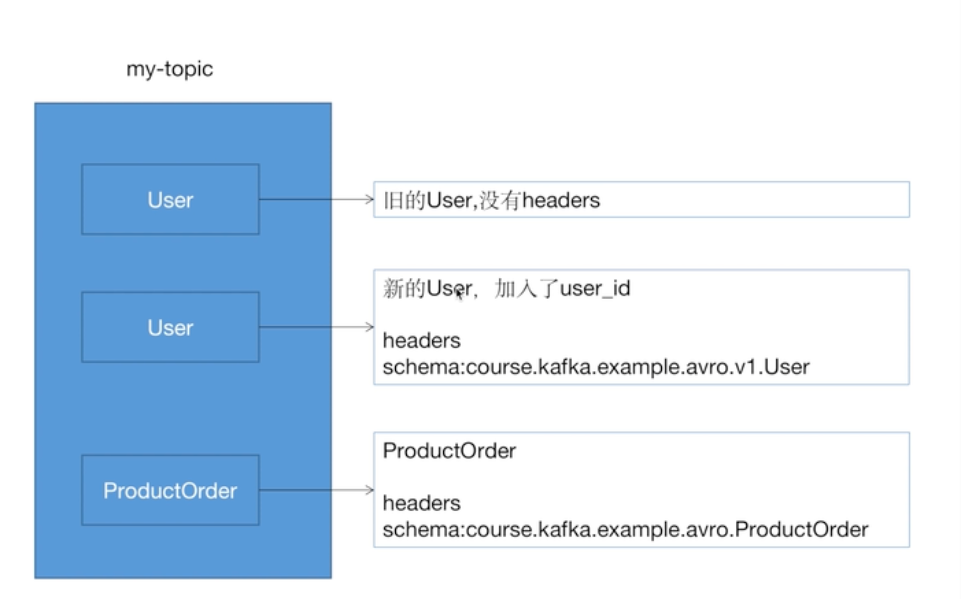 my-topic
User
旧的User,没有headers
User
新的User，加入了user_id
headers
schema:course.kafka.example.avro.v1.User
ProductOrder
ProductOrder
headers
schema:course.kafka.example.avro.ProductOrder